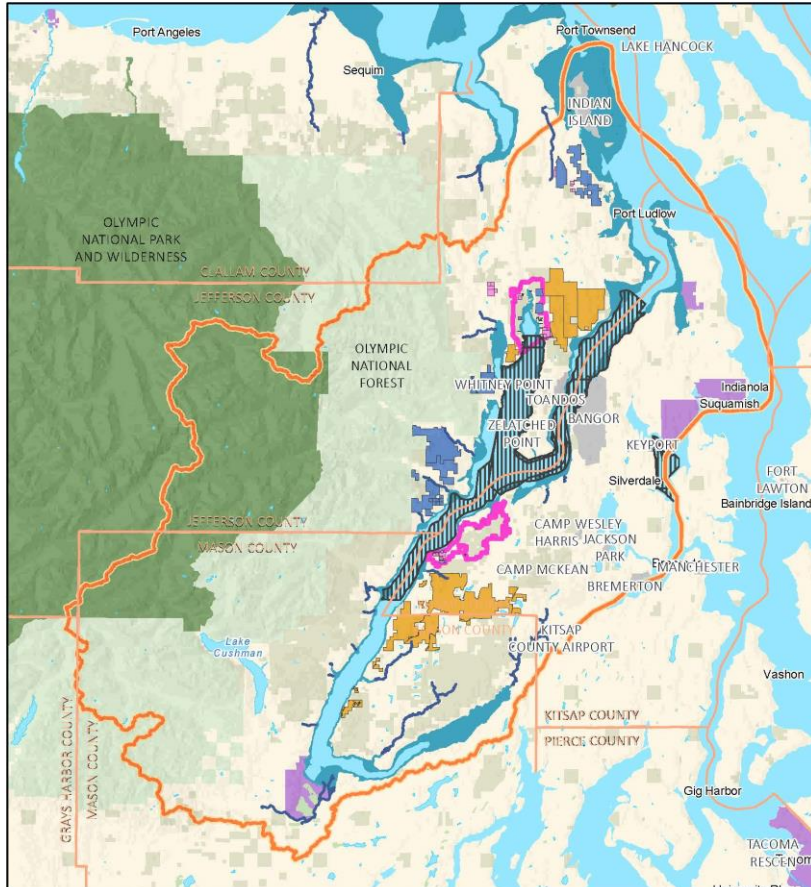 Port Angeles
Port Townsend
LAKE HANCOCK
Sequim
INDIAN
ISLAND
Port Ludlow
OLYMPIC
NATIONAL PARK
AND WILDERNESS
CLALLAM COUNTY
JEFFERSON COUNTY
OLYMPIC
NATIONAL
FOREST
WHITNEY POINT
TOANDOS
BANGOR
ZELATCHED
POINT
Indianola
Suquamish
KEYPORT
Silverdale
FORT
LAWTON
Bainbridge Island
JEFFERSON COUNTY
MASON COUNTY
CAMP WESLEY
HARRIS
JACKSON
PARK
CAMP MCKEAN
MANCHESTER
BREMERTON
KITSAP
COUNTY AIRPORT
Lake
Cushman
Vashon
KITSAP COUNTY
PIERCE COUNTY
GRAYS HARBOR COUNTY
MASON COUNTY
Gig Harbor
TACOMA